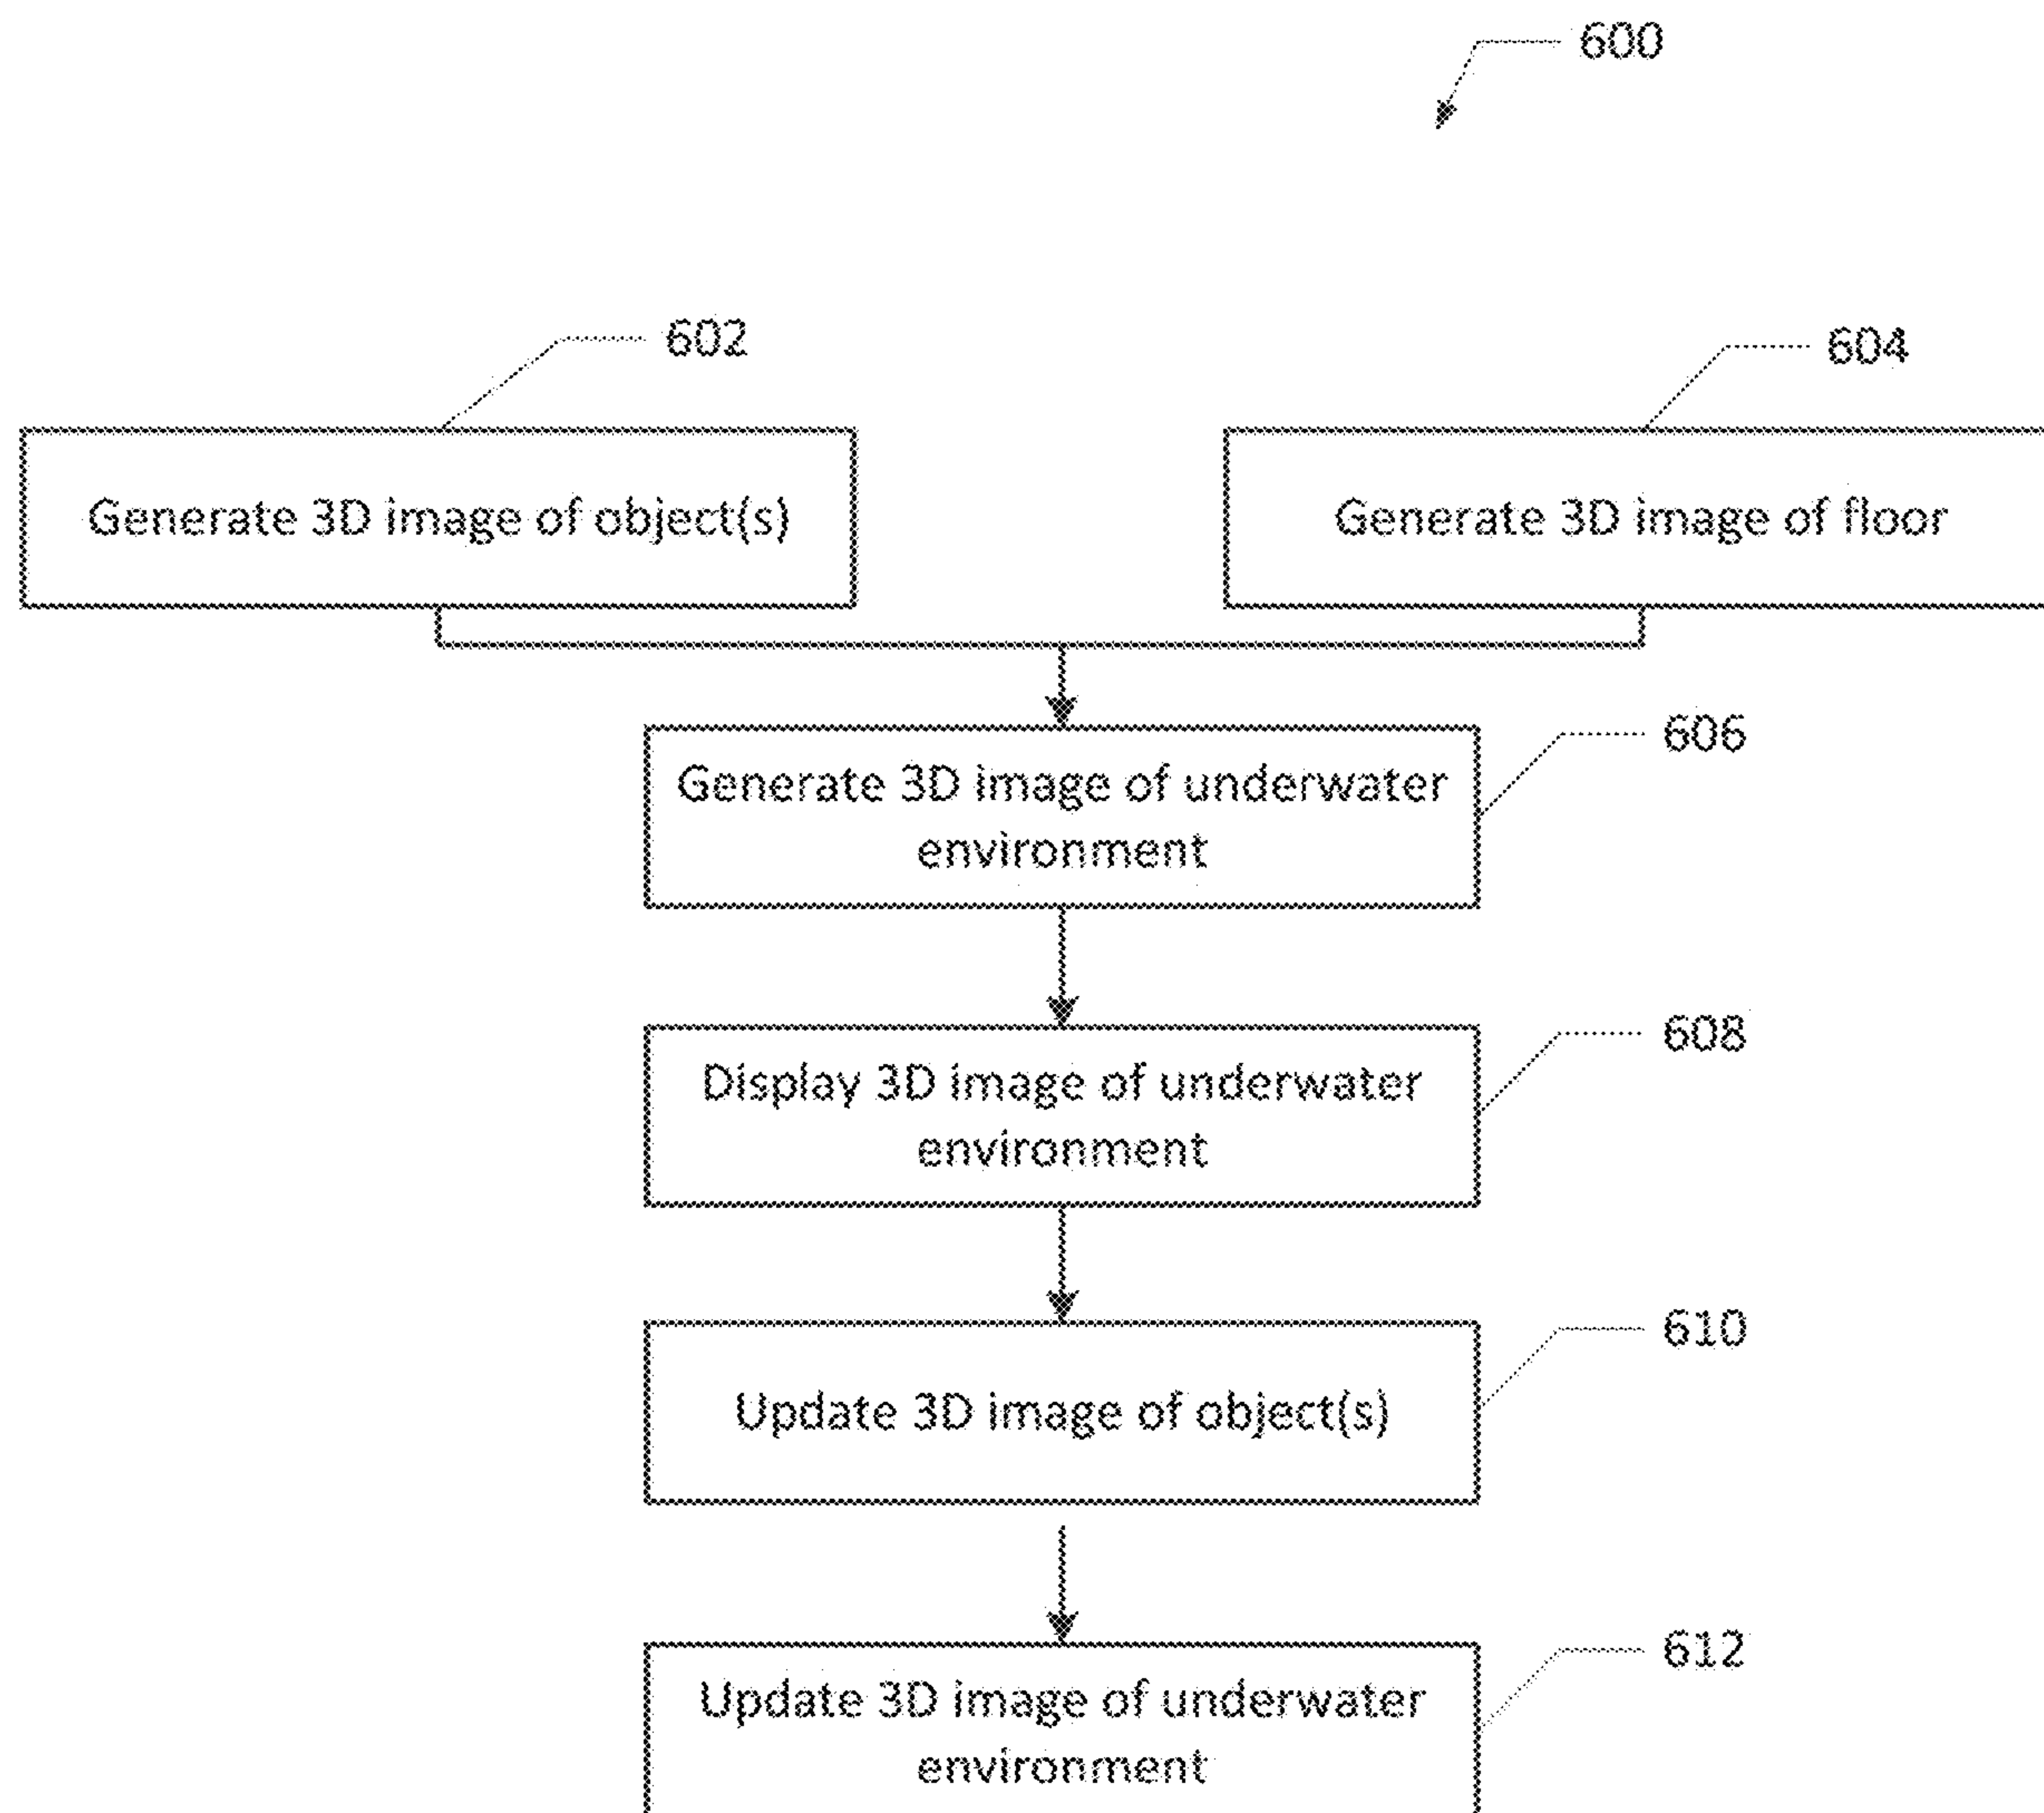 600
602
604
Generate 3D image of object(s)
Generate 3D image of floor
606
Generate 3D image of underwater
environment
608
Display 3D image of underwater
environment
610
Update 3D image of object(s)
612
Update 3D image of underwater
environment